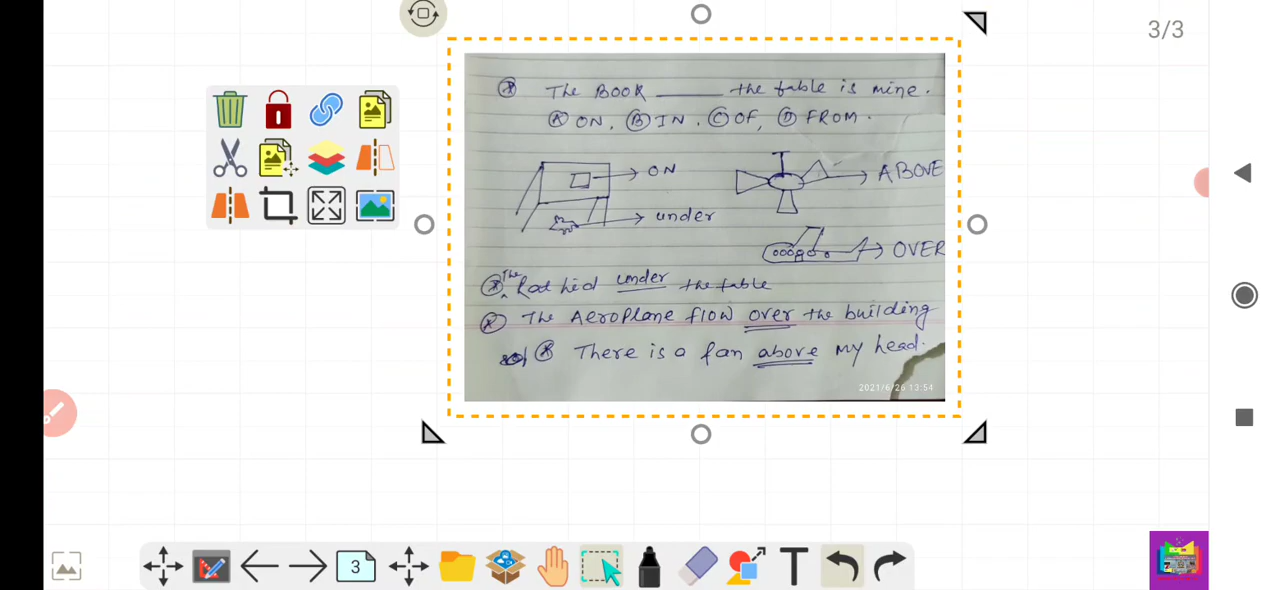 3/3
The BOOK ______ the table is mine.
Ⓐ ON, Ⓑ IN, Ⓒ OF, Ⓓ FROM.
ON
ABOVE
under
OVER
The
Rat hid under the table
The AeroPlane flow over the building
There is a fan above my head.
2021/6/26 13:54
3
T